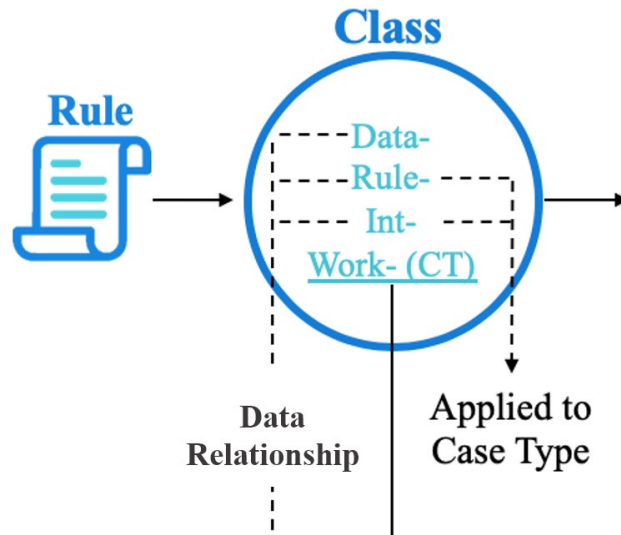 Class
Rule
Data-
Rule-
Int-
Work- (CT)
Data
Relationship
Applied to
Case Type